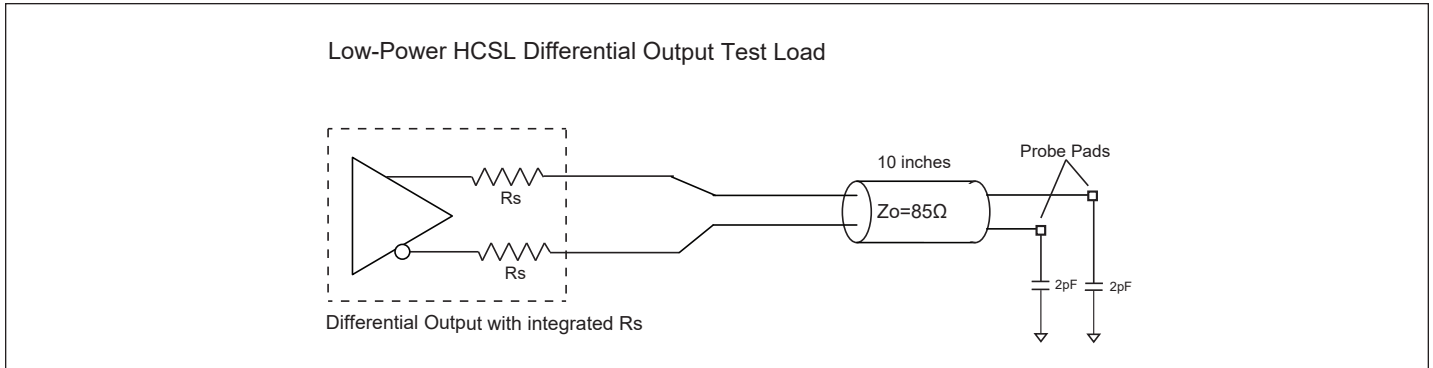 Low-Power HCSL Differential Output Test Load
10 inches
Probe Pads
Rs
Zo=85Ω
Rs
2pF
2pF
Differential Output with integrated Rs